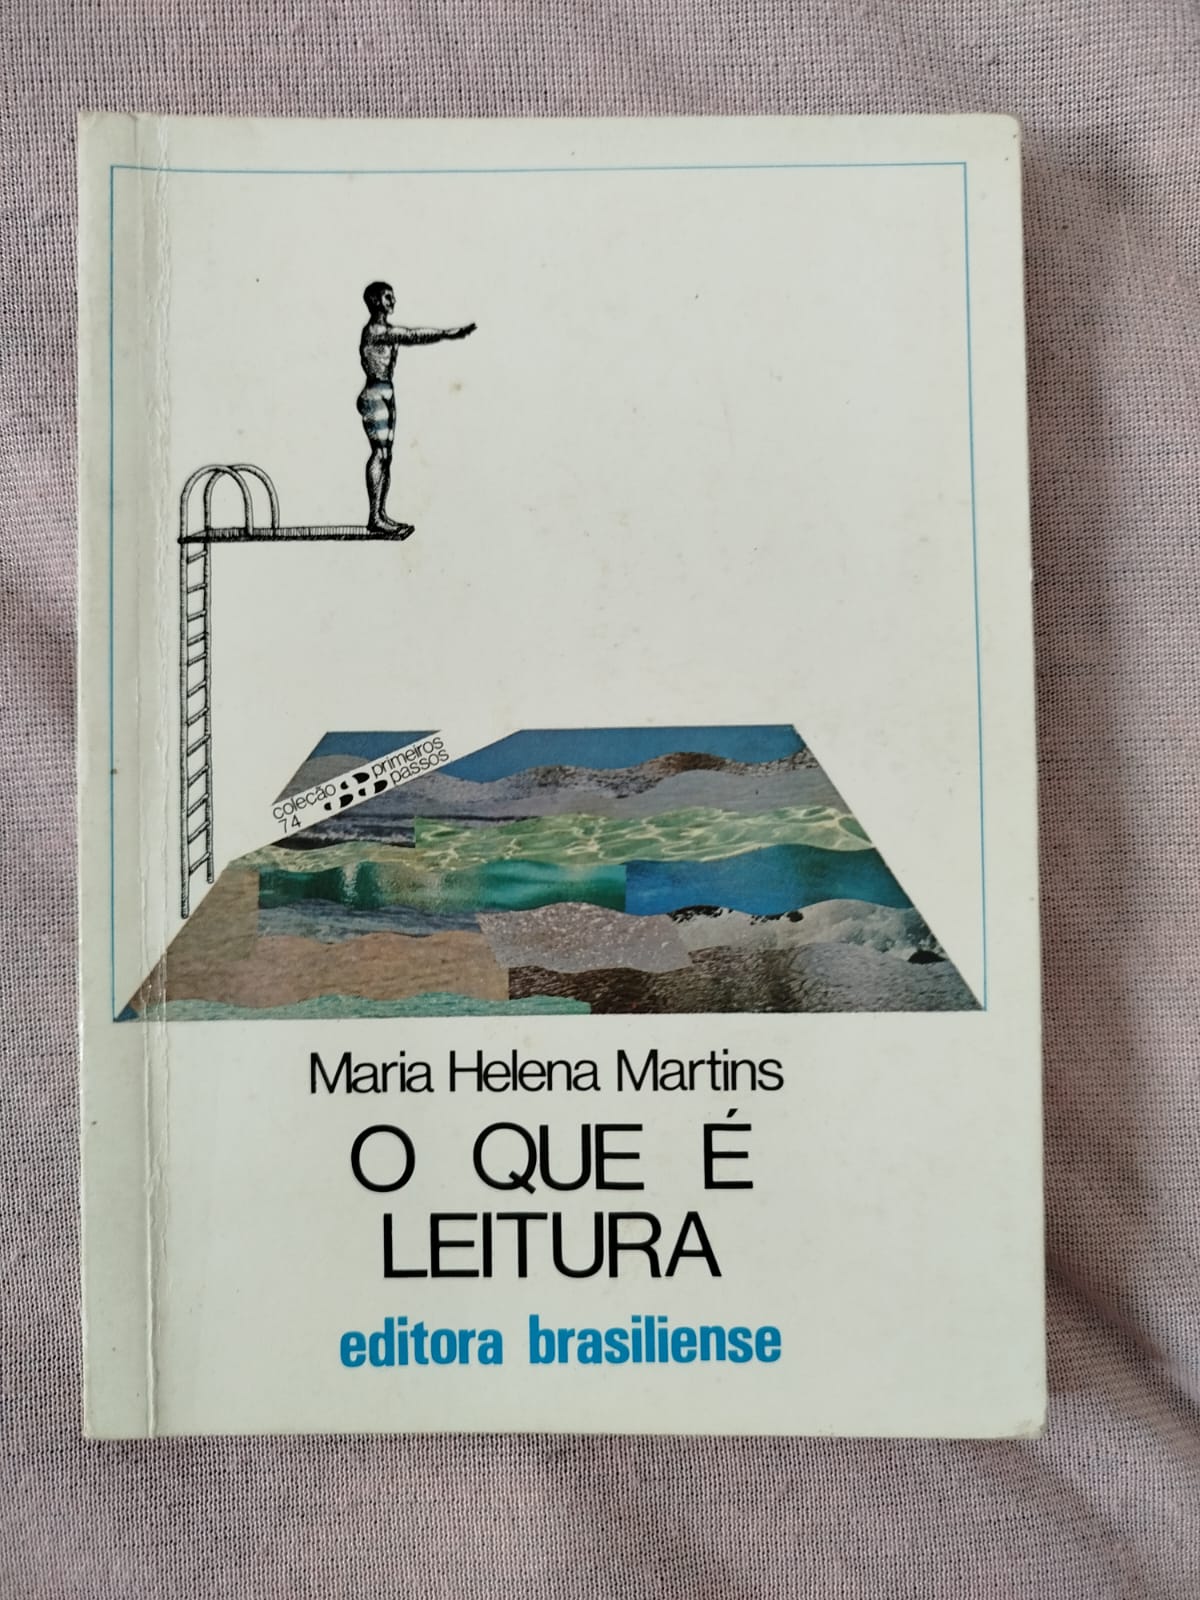 coleção primeiros
74 passos
Maria Helena Martins
O QUE É
LEITURA
editora brasiliense